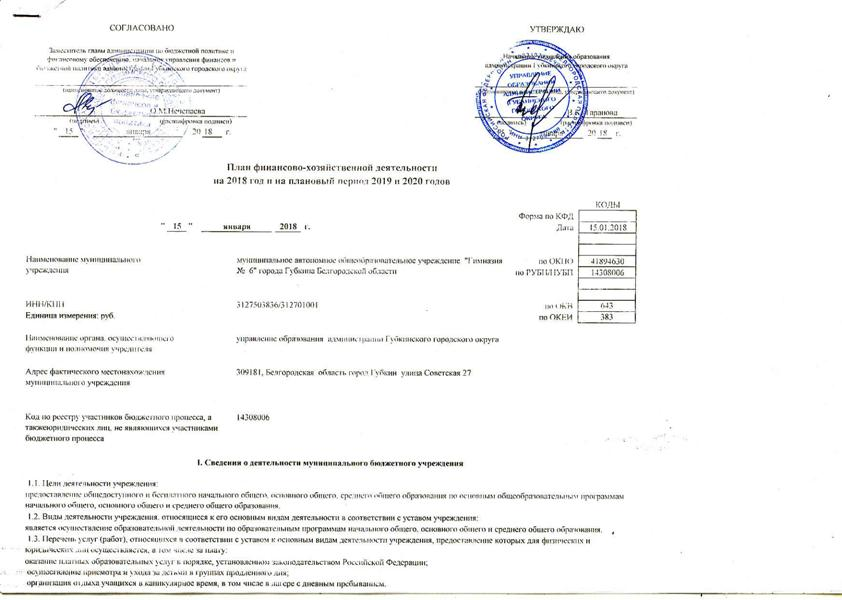 СОГЛАСОВАНО
Заместитель главы администрации по бюджетной политике и
финансовому обеспечению, начальник управления финансов и
бюджетной политики администрации Губкинского городского округа
О.М.Нечепаева
(подпись) (расшифровка подписи)
" 15 января 20 18 г.
УТВЕРЖДАЮ
Начальник управления образования
администрации Губкинского городского округа
УПРАВЛЕНИЕ
ОБРАЗОВАНИЯ
АДМИНИСТРАЦИИ
ГУБКИНСКОГО
(подпись) (расшифровка подписи)
января 20 18 г.
План финансово-хозяйственной деятельности
на 2018 год и на плановый период 2019 и 2020 годов
КОДЫ
Форма по КФД
" 15 " января 2018 г.
Дата 15.01.2018
Наименование муниципального
учреждения
муниципальное автономное общеобразовательное учреждение "Гимназия
№ 6" города Губкина Белгородской области
по ОКПО 41894630
по РУБП/НУБП 14308006
ИНН/КПП 3127503836/312701001
по ОКВ 643
Единица измерения: руб.
по ОКЕИ 383
Наименование органа, осуществляющего
функции и полномочия учредителя
управление образования администрации Губкинского городского округа
Адрес фактического местонахождения
муниципального учреждения
309181, Белгородская область город Губкин улица Советская 27
Код по реестру участников бюджетного процесса, а
такжеюридических лиц, не являющихся участниками
бюджетного процесса
14308006
I. Сведения о деятельности муниципального бюджетного учреждения
1.1. Цели деятельности учреждения:
предоставление общедоступного и бесплатного начального общего, основного общего, среднего общего образования по основным общеобразовательным программам
начального общего, основного общего и среднего общего образования.
1.2. Виды деятельности учреждения, относящиеся к его основным видам деятельности в соответствии с уставом учреждения:
является осуществление образовательной деятельности по образовательным программам начального общего, основного общего и среднего общего образования.
1.3. Перечень услуг (работ), относящихся в соответствии с уставом к основным видам деятельности учреждения, предоставление которых для физических и
юридических лиц осуществляется, в том числе за плату:
оказание платных образовательных услуг в порядке, установленном законодательством Российской Федерации;
осуществление присмотра и ухода за детьми в группах продленного дня;
организация отдыха учащихся в каникулярное время, в том числе в лагере с дневным пребыванием.